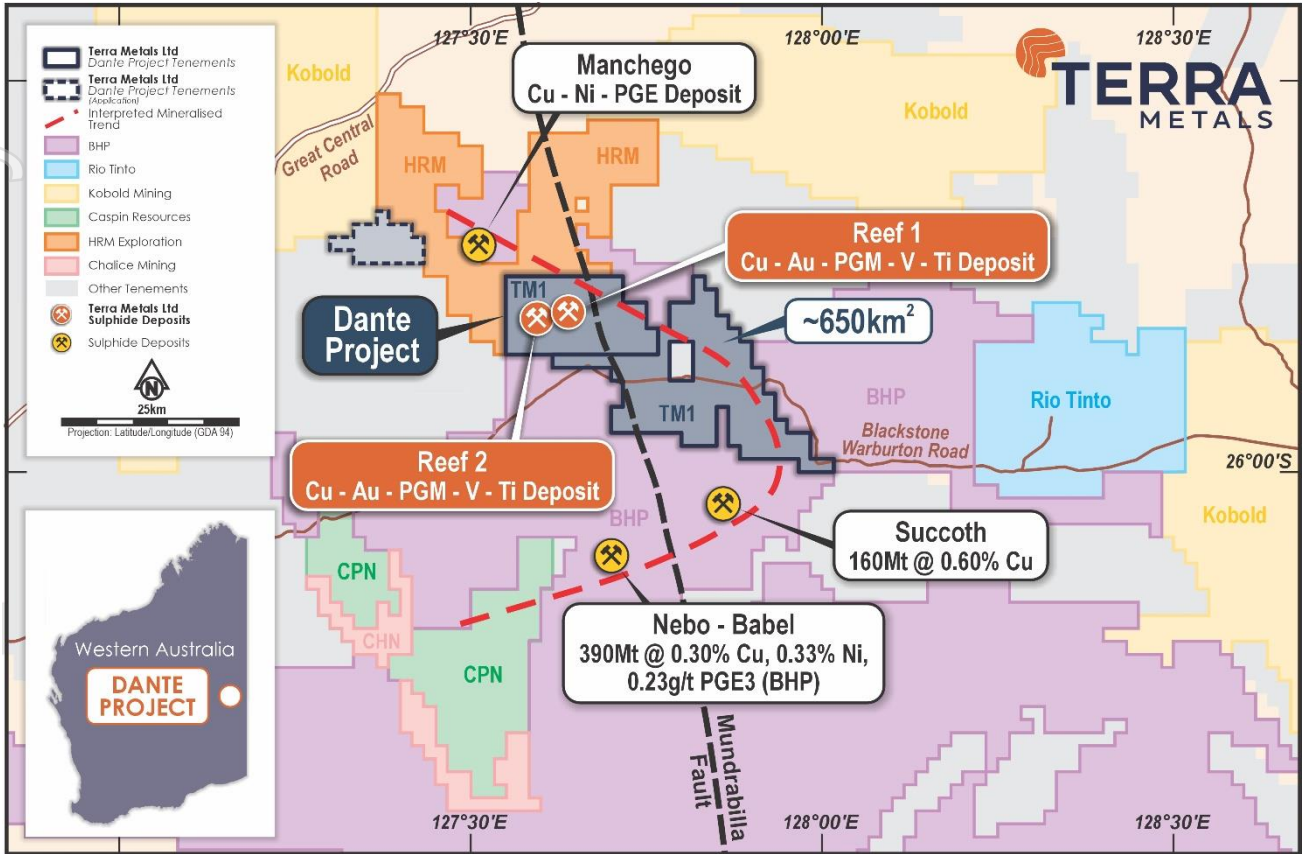 127°30'E
128°00'E
128°30'E
Terra Metals Ltd
Dante Project Tenements
Terra Metals Ltd
Dante Project Tenements
(Application)
Interpreted Mineralised
Trend
BHP
Rio Tinto
Kobold Mining
Caspin Resources
HRM Exploration
Chalice Mining
Other Tenements
Terra Metals Ltd
Sulphide Deposits
Sulphide Deposits
N
25km
Projection: Latitude/Longitude (GDA 94)
TERRA
METALS
Kobold
Kobold
Great Central
Road
Manchego
Cu - Ni - PGE Deposit
HRM
HRM
Reef 1
Cu - Au - PGM - V - Ti Deposit
TM1
Dante
Project
~650km²
TM1
BHP
Rio Tinto
Blackstone
Warburton Road
26°00'S
Reef 2
Cu - Au - PGM - V - Ti Deposit
BHP
Kobold
Succoth
160Mt @ 0.60% Cu
CPN
CHN
CPN
Nebo - Babel
390Mt @ 0.30% Cu, 0.33% Ni,
0.23g/t PGE3 (BHP)
Mundrabilla
Fault
Western Australia
DANTE
PROJECT
127°30'E
128°00'E
128°30'E